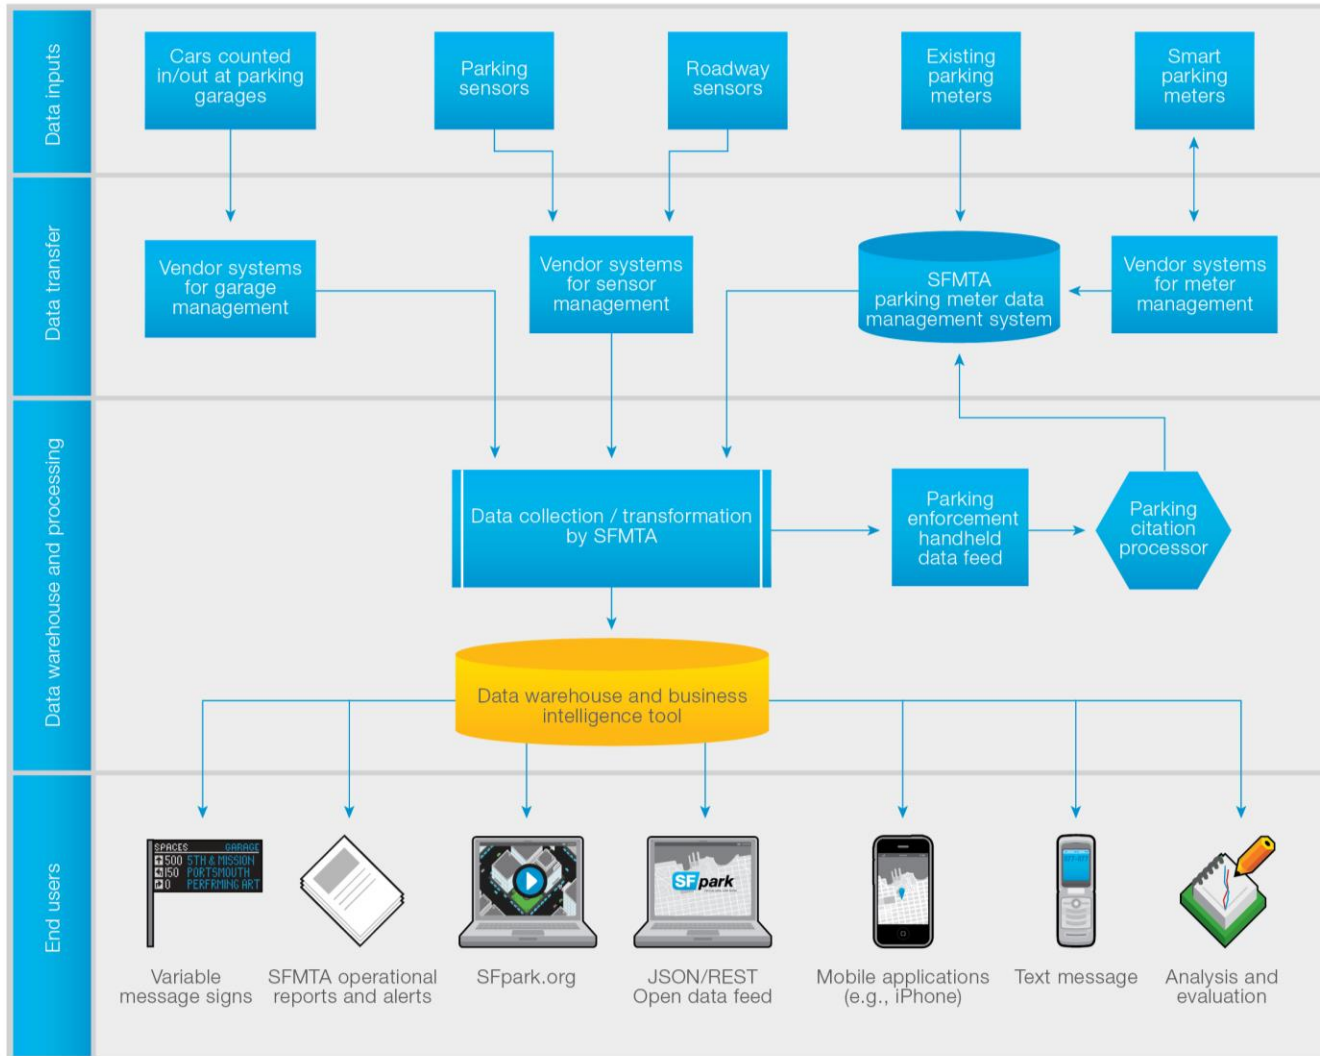 Data inputs
Cars counted
in/out at parking
garages
Parking
sensors
Roadway
sensors
Existing
parking
meters
Smart
parking
meters
Data transfer
Vendor systems
for garage
management
Vendor systems
for sensor
management
SFMTA
parking meter data
management system
Vendor systems
for meter
management
Data warehouse and processing
Data collection / transformation
by SFMTA
Parking
enforcement
handheld
data feed
Parking
citation
processor
Data warehouse and business
intelligence tool
End users
SPACES GARAGE
500 5TH & MISSION
150 PORTSMOUTH
0 PERFRMING ART
SFpark
Variable
message signs
SFMTA operational
reports and alerts
SFpark.org
JSON/REST
Open data feed
Mobile applications
(e.g., iPhone)
Text message
Analysis and
evaluation